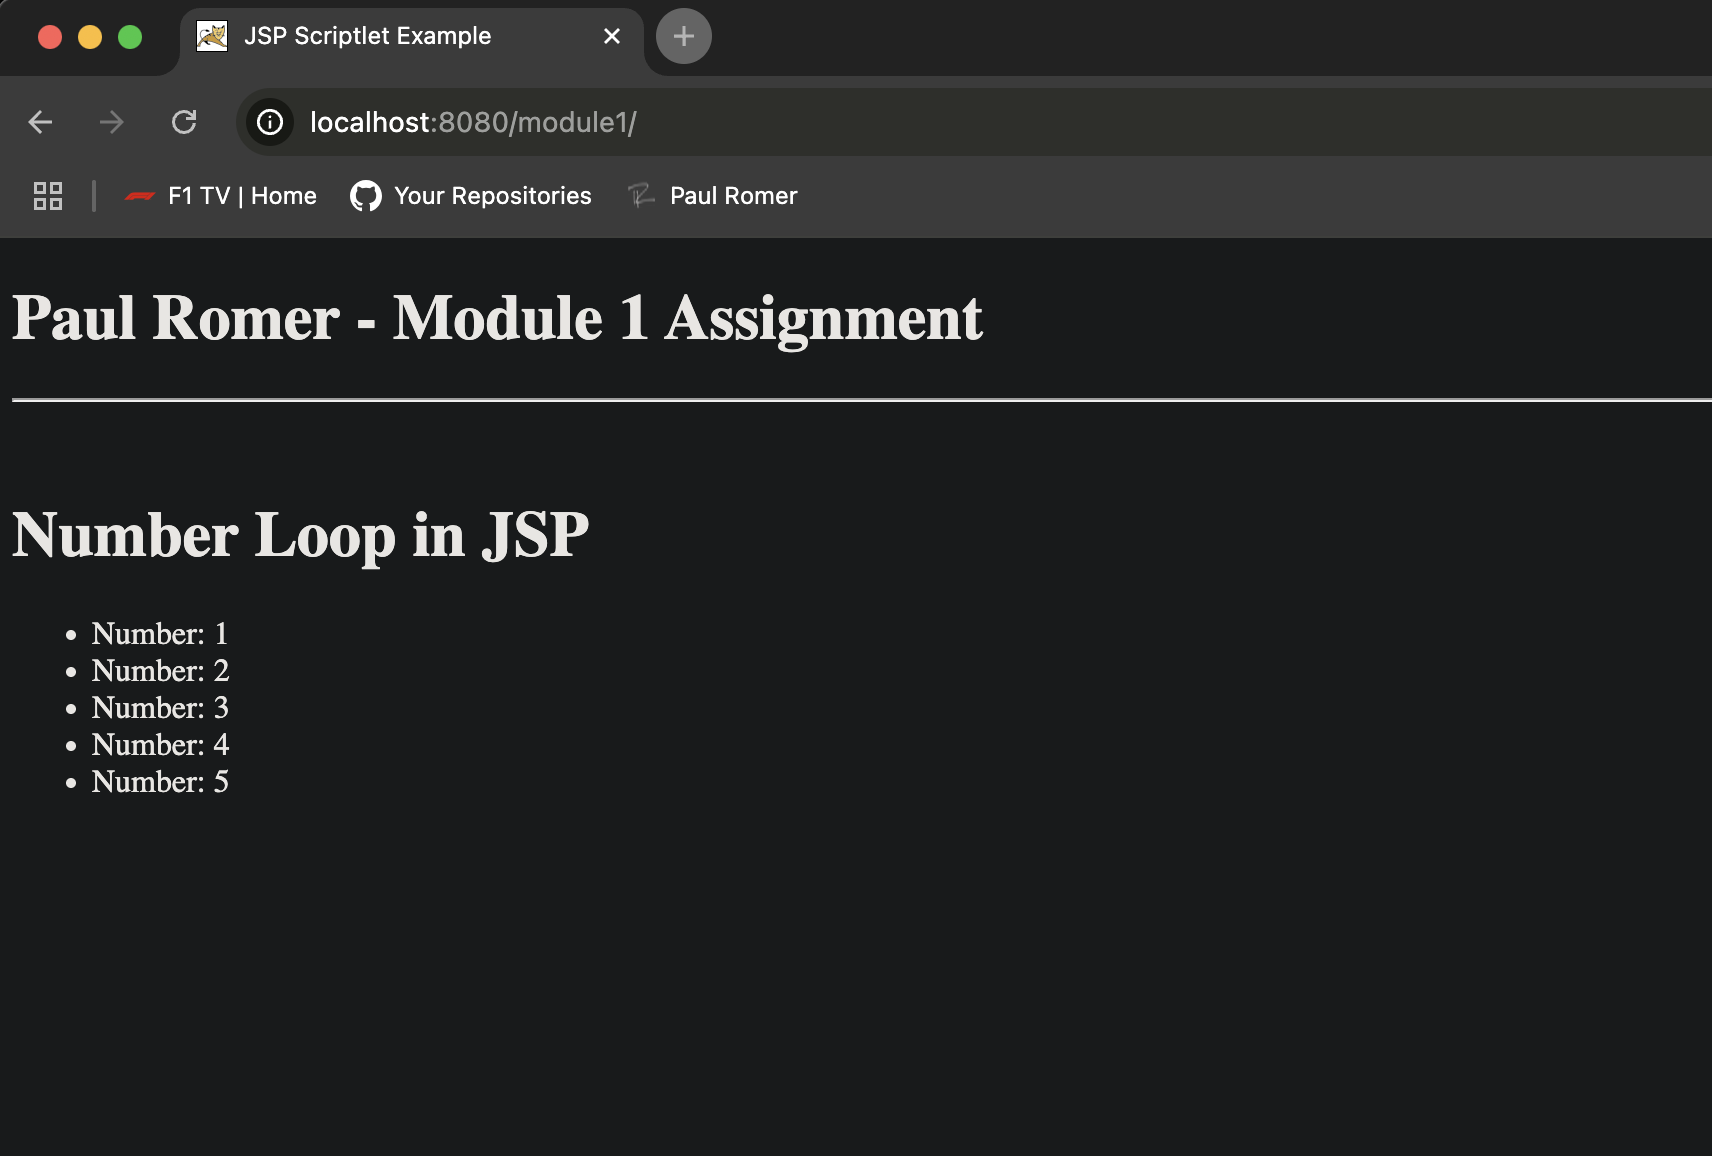 JSP Scriptlet Example
localhost:8080/module1/
F1 TV | Home Your Repositories Paul Romer
Paul Romer - Module 1 Assignment
Number Loop in JSP
• Number: 1
• Number: 2
• Number: 3
• Number: 4
• Number: 5